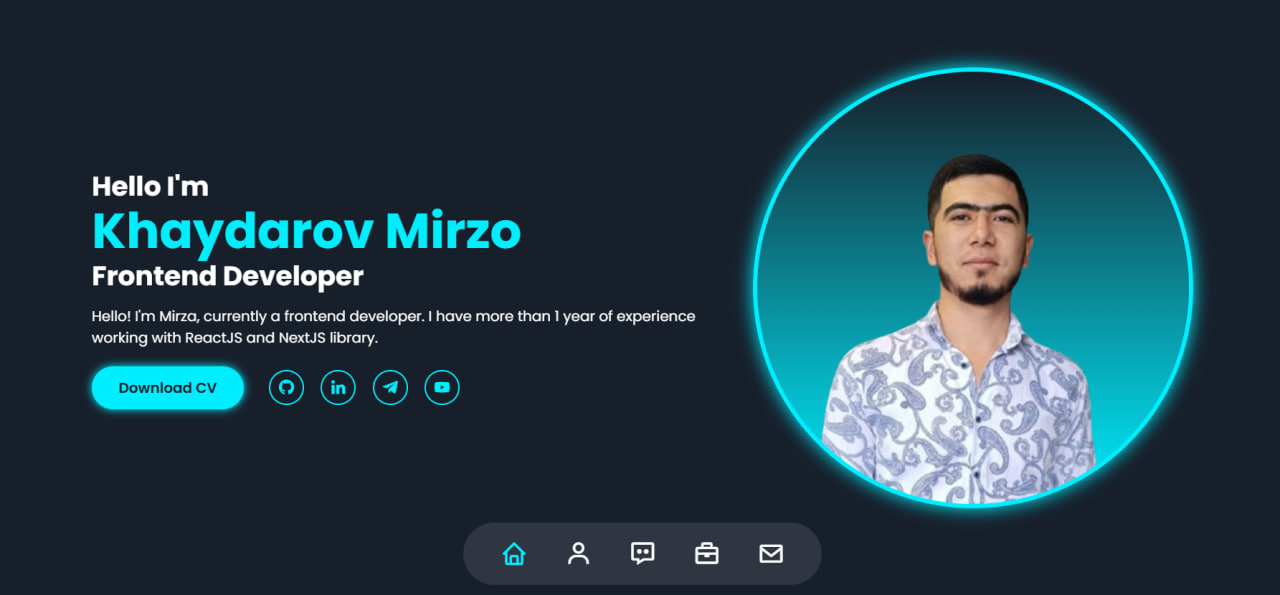 Hello I'm
Khaydarov Mirzo
Frontend Developer
Hello! I'm Mirza, currently a frontend developer. I have more than 1 year of experience
working with ReactJS and NextJS library.
Download CV
in